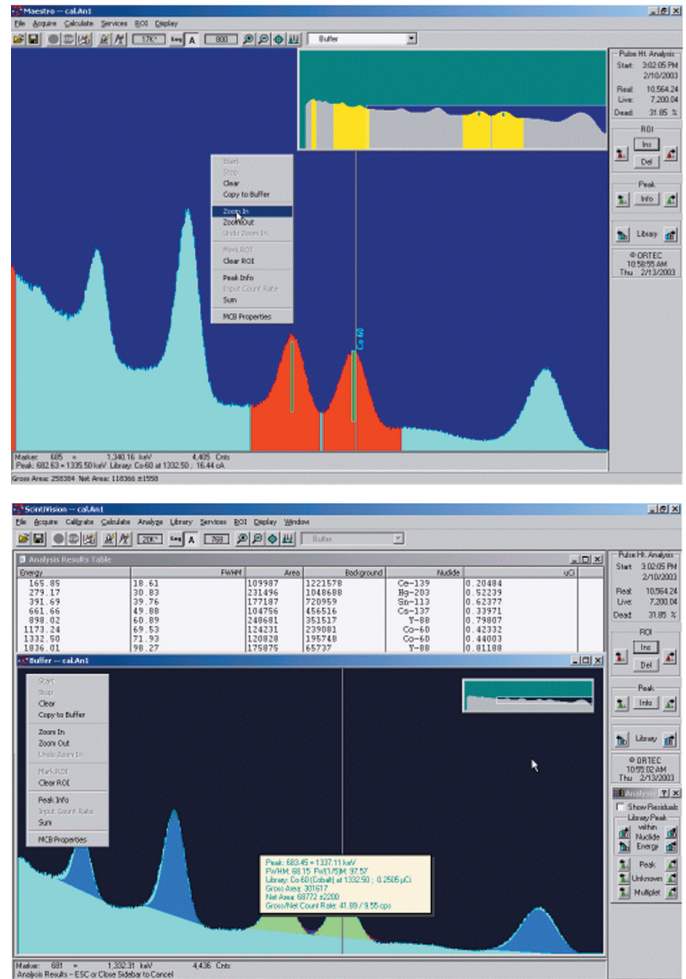 Maestro -- cal.An1
File Acquire Calculate Services ROI Display
17K Log A 800 Buffer
Pulse Ht. Analysis
Start: 3:02:05 PM
2/10/2003
Real: 10,564.24
Live: 7,200.04
Dead: 31.85 %
ROI
Ins
Del
Peak
Info
Library
© ORTEC
10:58:55 AM
Thu 2/13/2003
Start
Stop
Clear
Copy to Buffer
Zoom In
Zoom Out
Undo Zoom In
Mark ROI
Clear ROI
Peak Info
Input Count Rate
Sum
MCB Properties
Co-60
Marker: 685 = 1,340.16 keV 4,405 Cnts
Peak: 682.63 = 1335.50 keV Library: Co-60 at 1332.50 ; 16.44 cA
Gross Area: 258384 Net Area: 118366 ±1558
ScintiVision -- cal.An1
File Acquire Calibrate Calculate Analyze Library Services ROI Display Window
20K Log A 768 Buffer
Analysis Results Table
Energy FWHM Area Background Nuclide uCi
165.85 18.61 109987 1221578 Ce-139 0.20484
279.17 30.83 231496 1048688 Hg-203 0.52239
391.69 39.76 177187 720959 Sn-113 0.62377
661.66 49.88 104756 456516 Cs-137 0.33971
898.02 60.89 248681 351517 Y-88 0.79807
1173.24 69.53 124231 239081 Co-60 0.42332
1332.50 71.93 120828 195748 Co-60 0.44003
1836.01 98.27 175875 65737 Y-88 0.81188
Buffer -- cal.An1
Start
Stop
Clear
Copy to Buffer
Zoom In
Zoom Out
Undo Zoom In
Mark ROI
Clear ROI
Peak Info
Input Count Rate
Sum
MCB Properties
Peak: 683.45 = 1337.11 keV
FWHM: 68.15 FW(1/5)M: 97.57
Library: Co-60 (Cobalt) at 1332.50 ; 0.2505 µCi
Gross Area: 301617
Net Area: 68772 ±2200
Gross/Net Count Rate: 41.89 / 9.55 cps
Pulse Ht. Analysis
Start: 3:02:05 PM
2/10/2003
Real: 10,564.24
Live: 7,200.04
Dead: 31.85 %
ROI
Ins
Del
Peak
Info
Library
© ORTEC
10:55:02 AM
Thu 2/13/2003
Analysis
Show Residuals
Library Peak
within
Nuclide
Energy
Peak
Unknown
Multiplet
Marker: 681 = 1,332.31 keV 4,436 Cnts
Analysis Results - ESC or Close Sidebar to Cancel